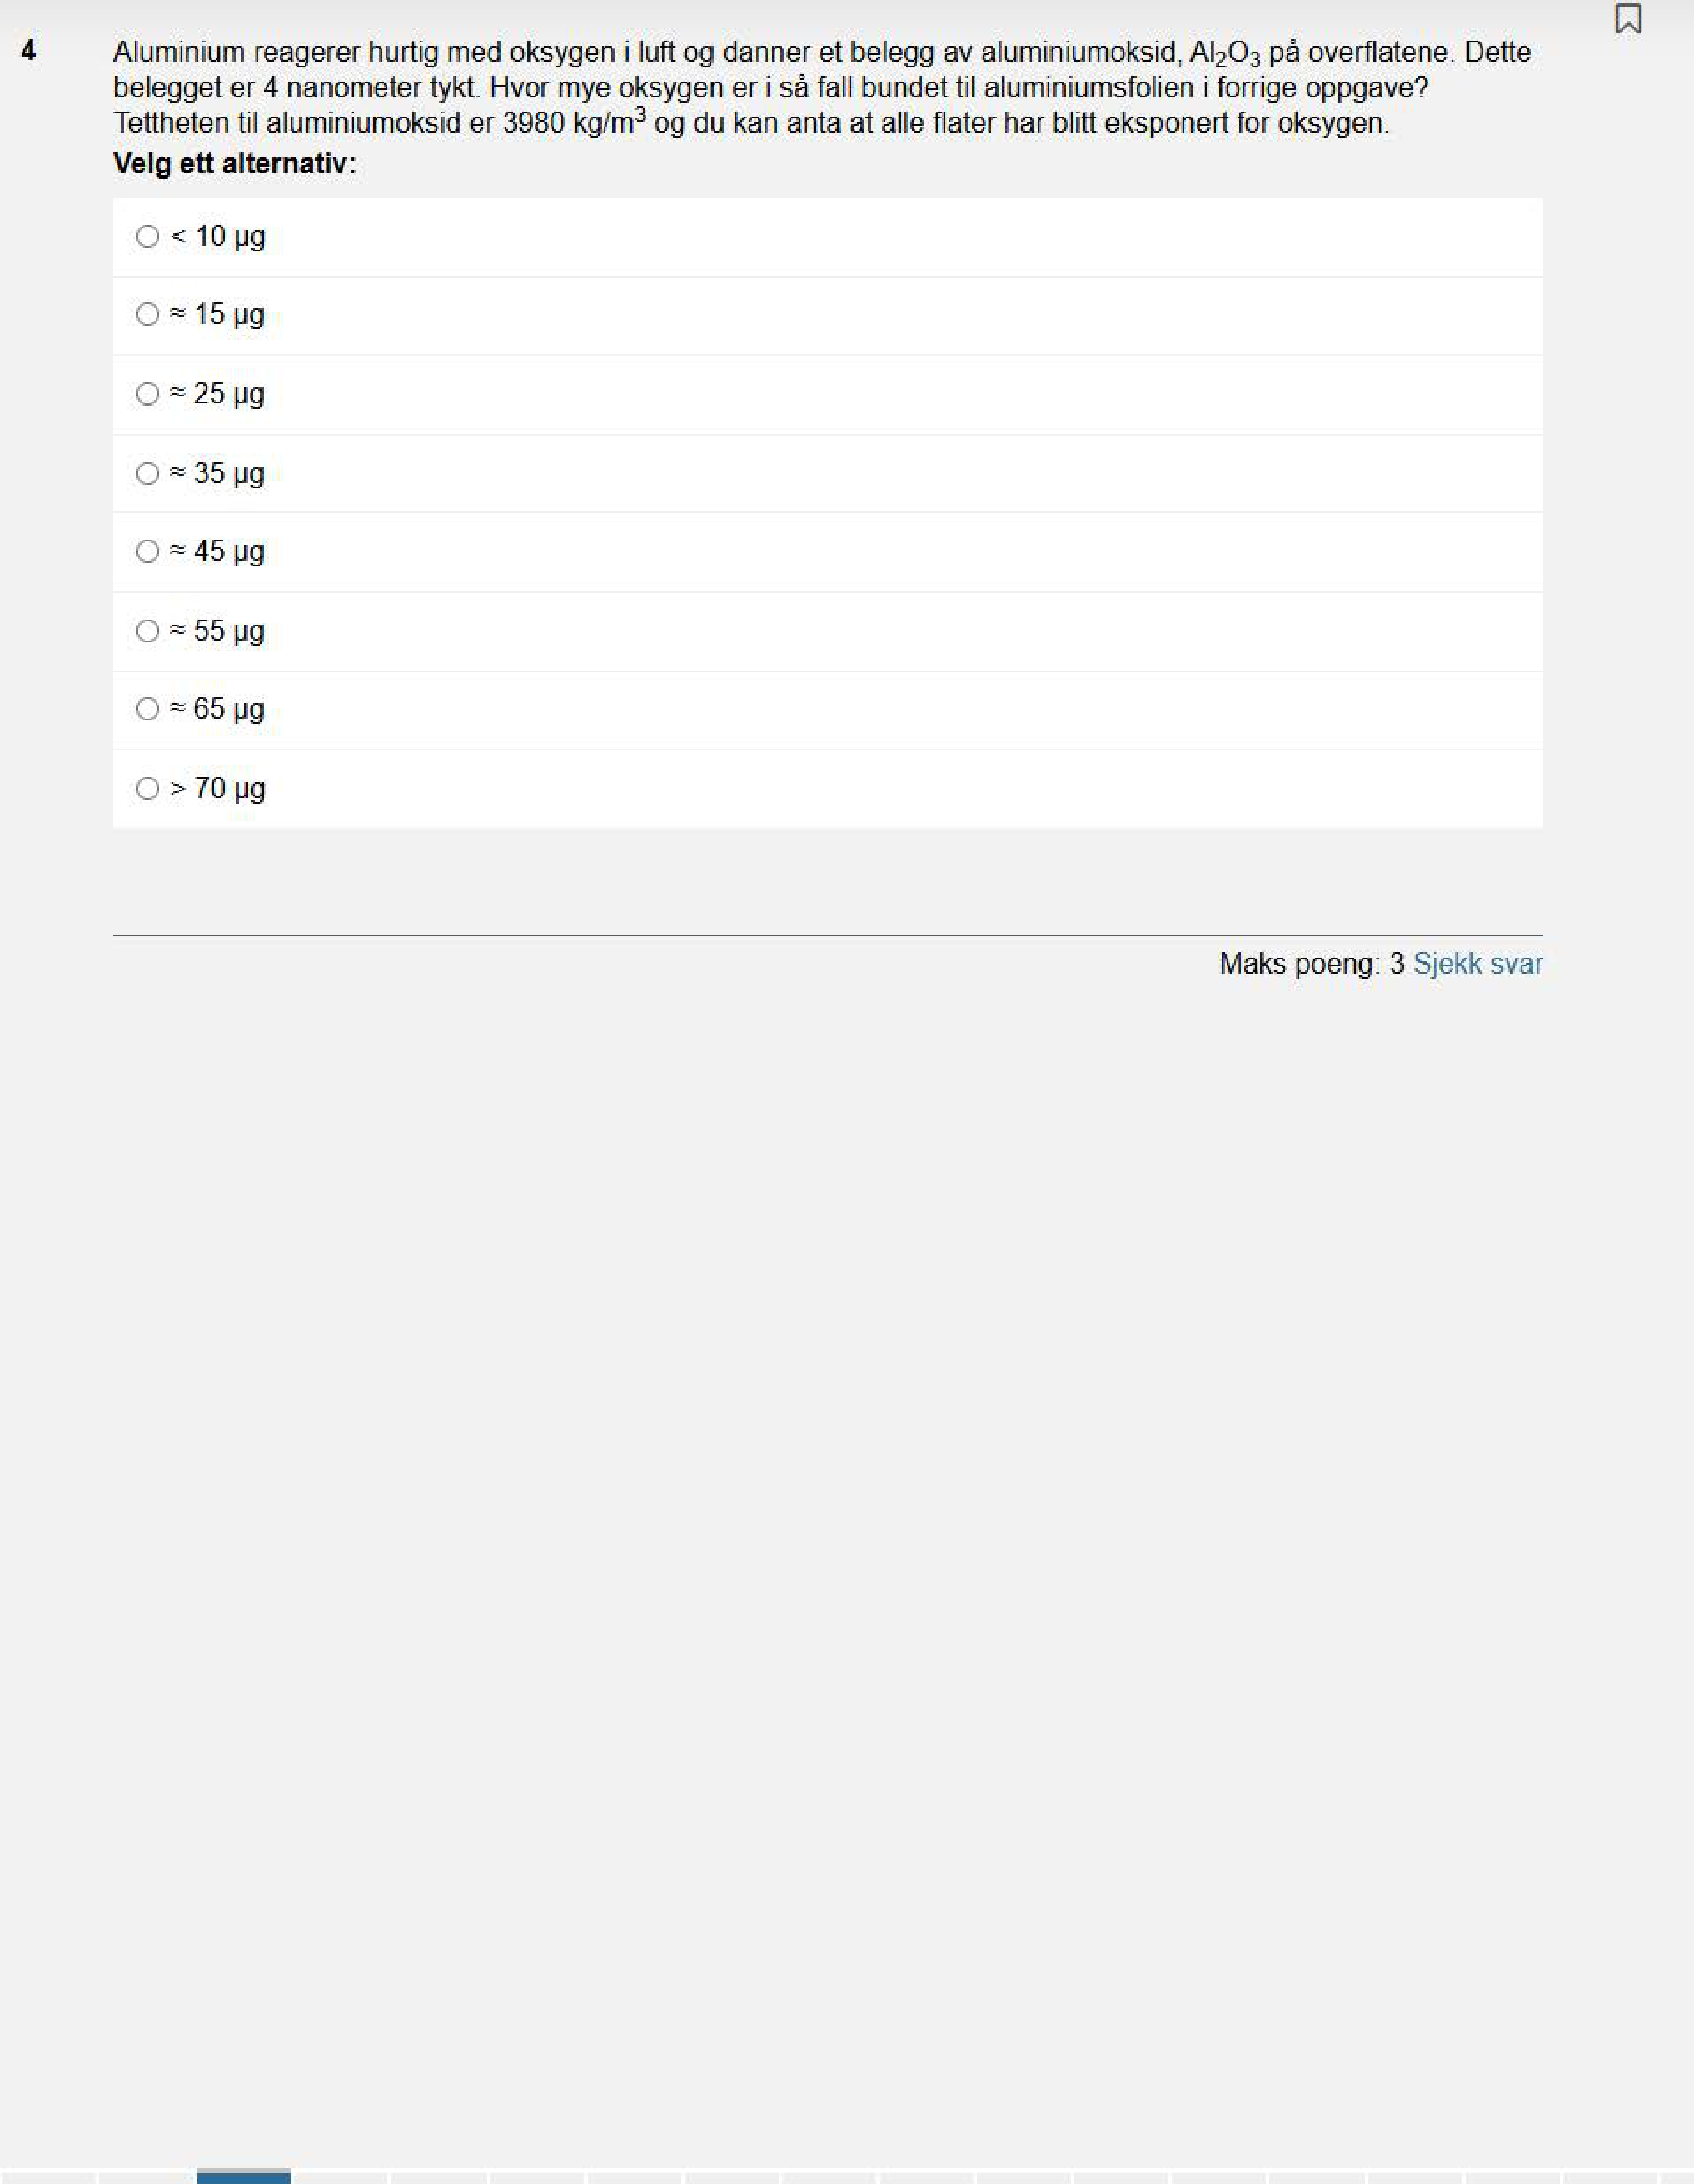 4 Aluminium reagerer hurtig med oksygen i luft og danner et belegg av aluminiumoksid, Al₂O₃ på overflatene. Dette
belegget er 4 nanometer tykt. Hvor mye oksygen er i så fall bundet til aluminiumsfolien i forrige oppgave?
Tettheten til aluminiumoksid er 3980 kg/m³ og du kan anta at alle flater har blitt eksponert for oksygen.
Velg ett alternativ:
< 10 µg
≈ 15 µg
≈ 25 µg
≈ 35 µg
≈ 45 µg
≈ 55 µg
≈ 65 µg
> 70 µg
Maks poeng: 3 Sjekk svar